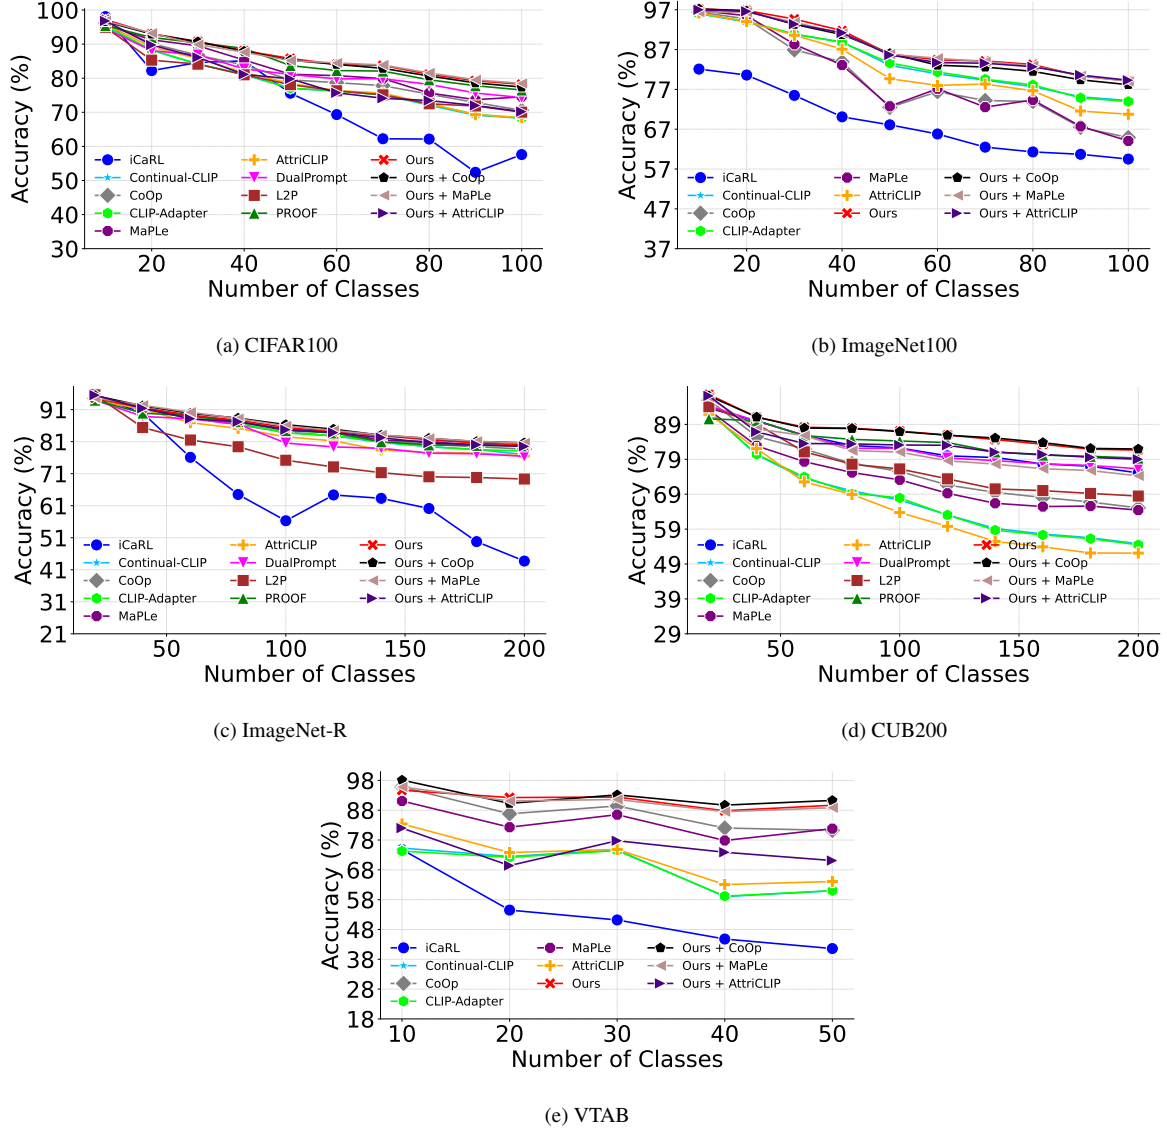 100
90
80
70
60
50
40
30
Accuracy (%)
iCaRL
Continual-CLIP
CoOp
CLIP-Adapter
MaPLe
AttriCLIP
DualPrompt
L2P
PROOF
Ours
Ours + CoOp
Ours + MaPLe
Ours + AttriCLIP
20 40 60 80 100
Number of Classes
(a) CIFAR100
97
87
77
67
57
47
37
Accuracy (%)
iCaRL
Continual-CLIP
CoOp
CLIP-Adapter
MaPLe
AttriCLIP
Ours
Ours + CoOp
Ours + MaPLe
Ours + AttriCLIP
20 40 60 80 100
Number of Classes
(b) ImageNet100
91
81
71
61
51
41
31
21
Accuracy (%)
iCaRL
Continual-CLIP
CoOp
CLIP-Adapter
MaPLe
AttriCLIP
DualPrompt
L2P
PROOF
Ours
Ours + CoOp
Ours + MaPLe
Ours + AttriCLIP
50 100 150 200
Number of Classes
(c) ImageNet-R
89
79
69
59
49
39
29
Accuracy (%)
iCaRL
Continual-CLIP
CoOp
CLIP-Adapter
MaPLe
AttriCLIP
DualPrompt
L2P
PROOF
Ours
Ours + CoOp
Ours + MaPLe
Ours + AttriCLIP
50 100 150 200
Number of Classes
(d) CUB200
98
88
78
68
58
48
38
28
18
Accuracy (%)
iCaRL
Continual-CLIP
CoOp
CLIP-Adapter
MaPLe
AttriCLIP
Ours
Ours + CoOp
Ours + MaPLe
Ours + AttriCLIP
10 20 30 40 50
Number of Classes
(e) VTAB